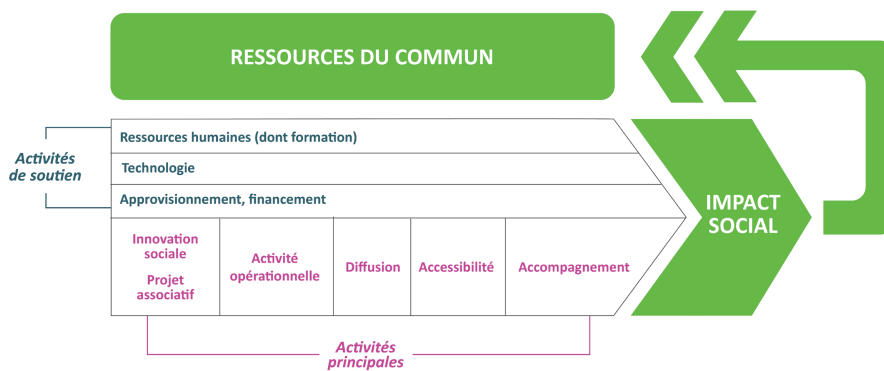 RESSOURCES DU COMMUN
Activités
de soutien
Ressources humaines (dont formation)
Technologie
Approvisionnement, financement
IMPACT
SOCIAL
Innovation
sociale
Projet
associatif
Activité
opérationnelle
Diffusion
Accessibilité
Accompagnement
Activités
principales